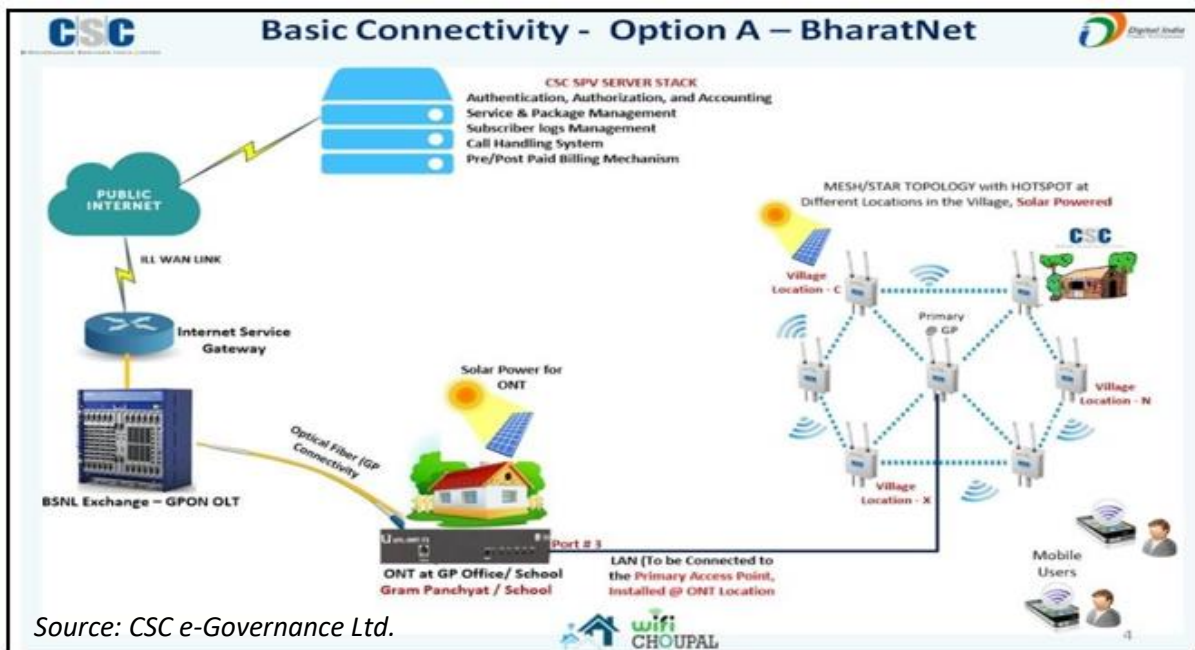 CSC
Basic Connectivity - Option A – BharatNet
Digital India
CSC SPV SERVER STACK
Authentication, Authorization, and Accounting
Service & Package Management
Subscriber logs Management
Call Handling System
Pre/Post Paid Billing Mechanism
PUBLIC
INTERNET
ILL WAN LINK
Internet Service
Gateway
BSNL Exchange – GPON OLT
Optical Fiber (GP
Connectivity
Solar Power for
ONT
Port # 3
ONT at GP Office/ School
Gram Panchyat / School
LAN (To be Connected to
the Primary Access Point,
Installed @ ONT Location
MESH/STAR TOPOLOGY with HOTSPOT at
Different Locations in the Village, Solar Powered
CSC
Village
Location - C
Primary
@ GP
Village
Location - N
Village
Location - X
Mobile
Users
Source: CSC e-Governance Ltd.
wifi
CHOUPAL
4